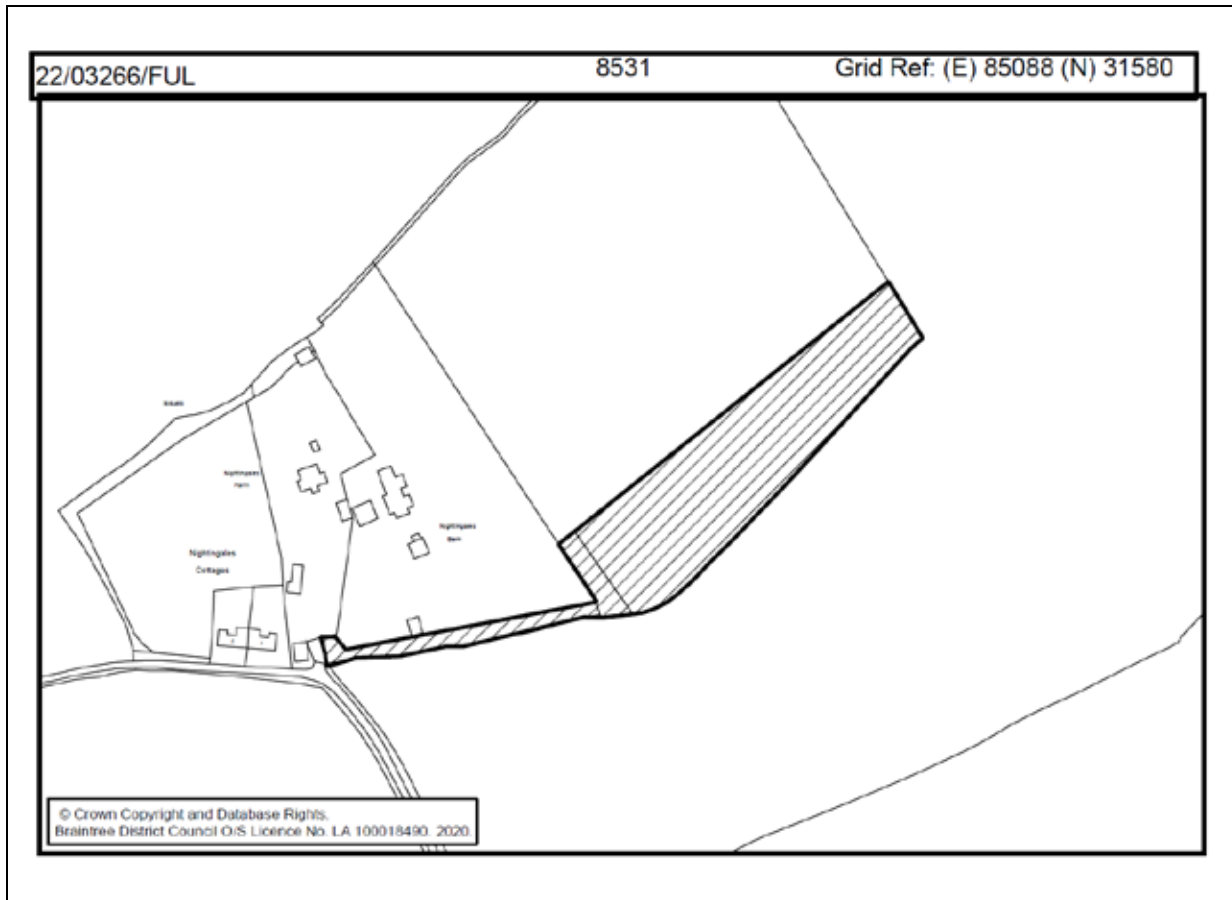 22/03266/FUL
8531
Grid Ref: (E) 85088 (N) 31580
Nightingales
Cottages
© Crown Copyright and Database Rights.
Braintree District Council O/S Licence No. LA 100018490. 2020.